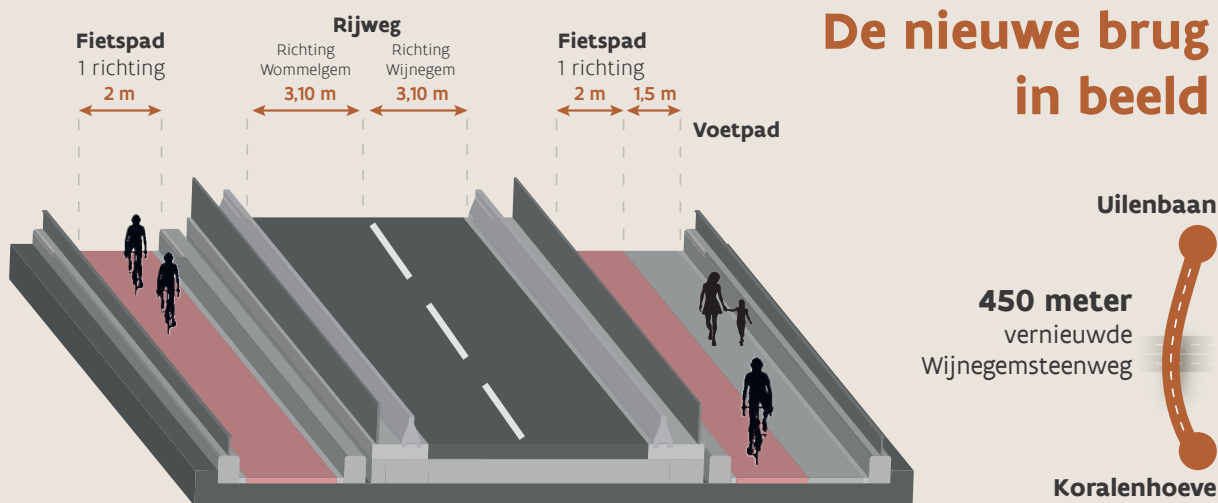 De nieuwe brug
in beeld
Fietspad
1 richting
2 m
Rijweg
Richting
Wommelgem
3,10 m
Richting
Wijnegem
3,10 m
Fietspad
1 richting
2 m
1,5 m
Voetpad
Uilenbaan
450 meter
vernieuwde
Wijnegemsteenweg
Koralenhoeve